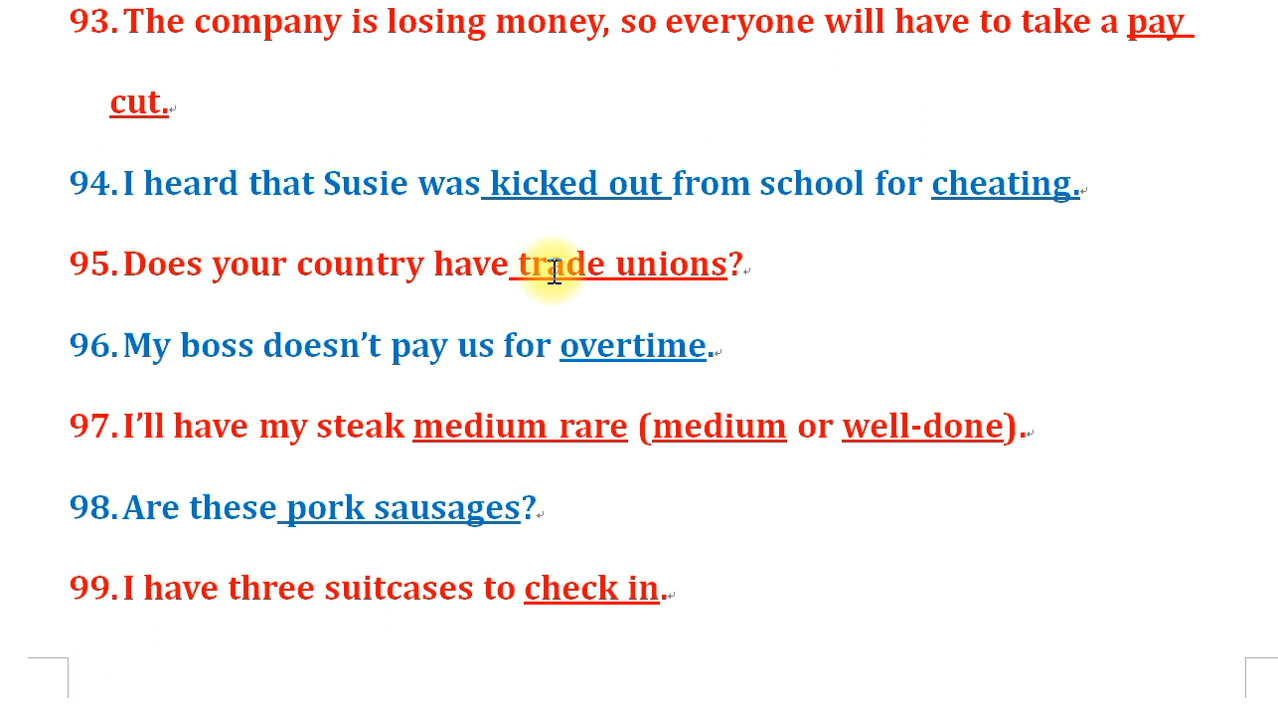 93. The company is losing money, so everyone will have to take a pay
cut.
94. I heard that Susie was kicked out from school for cheating.
95. Does your country have trade unions?
96. My boss doesn’t pay us for overtime.
97. I’ll have my steak medium rare (medium or well-done).
98. Are these pork sausages?
99. I have three suitcases to check in.